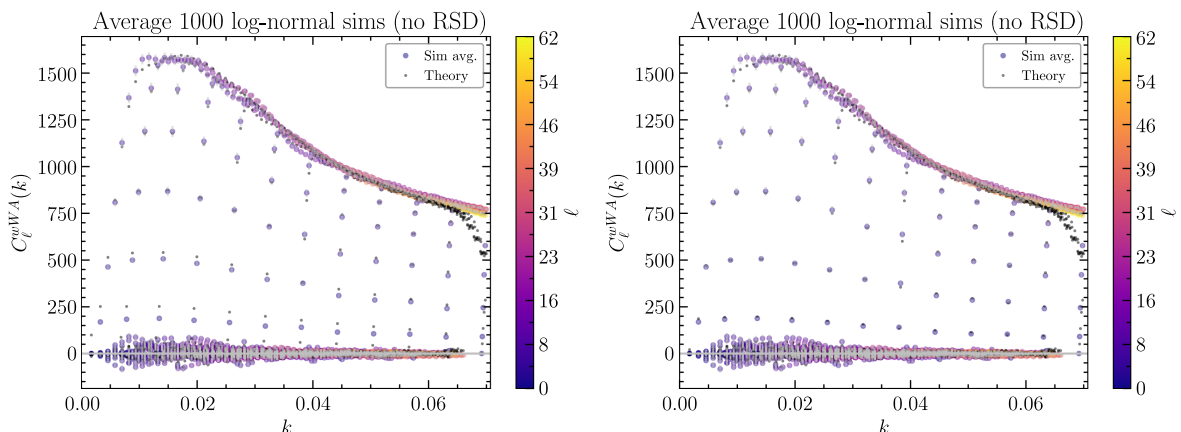 Average 1000 log-normal sims (no RSD)
Sim avg.
Theory
1500
1250
1000
750
500
250
0
0.00 0.02 0.04 0.06
k
C_ℓ^{wWA}(k)
62
54
46
39
31
23
16
8
0
ℓ
Average 1000 log-normal sims (no RSD)
Sim avg.
Theory
1500
1250
1000
750
500
250
0
0.00 0.02 0.04 0.06
k
C_ℓ^{wWA}(k)
62
54
46
39
31
23
16
8
0
ℓ